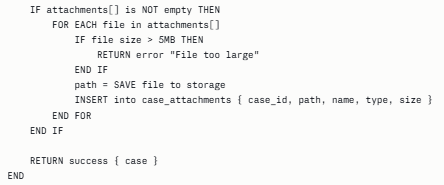 IF attachments[] is NOT empty THEN
FOR EACH file in attachments[]
IF file size > 5MB THEN
RETURN error "File too large"
END IF
path = SAVE file to storage
INSERT into case_attachments { case_id, path, name, type, size }
END FOR
END IF
RETURN success { case }
END